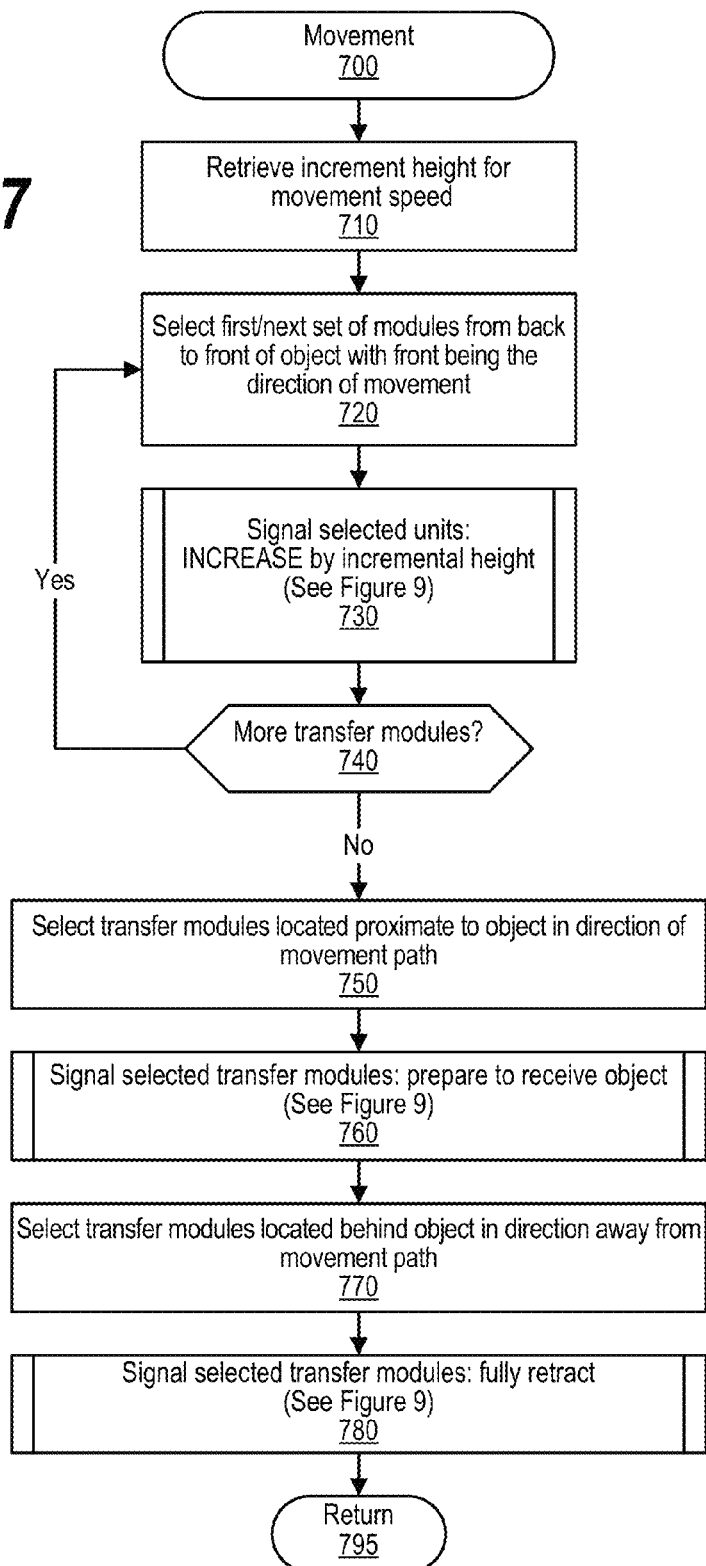 Movement
700
7
Retrieve increment height for
movement speed
710
Select first/next set of modules from back
to front of object with front being the
direction of movement
720
Signal selected units:
INCREASE by incremental height
(See Figure 9)
730
Yes
More transfer modules?
740
No
Select transfer modules located proximate to object in direction of
movement path
750
Signal selected transfer modules: prepare to receive object
(See Figure 9)
760
Select transfer modules located behind object in direction away from
movement path
770
Signal selected transfer modules: fully retract
(See Figure 9)
780
Return
795